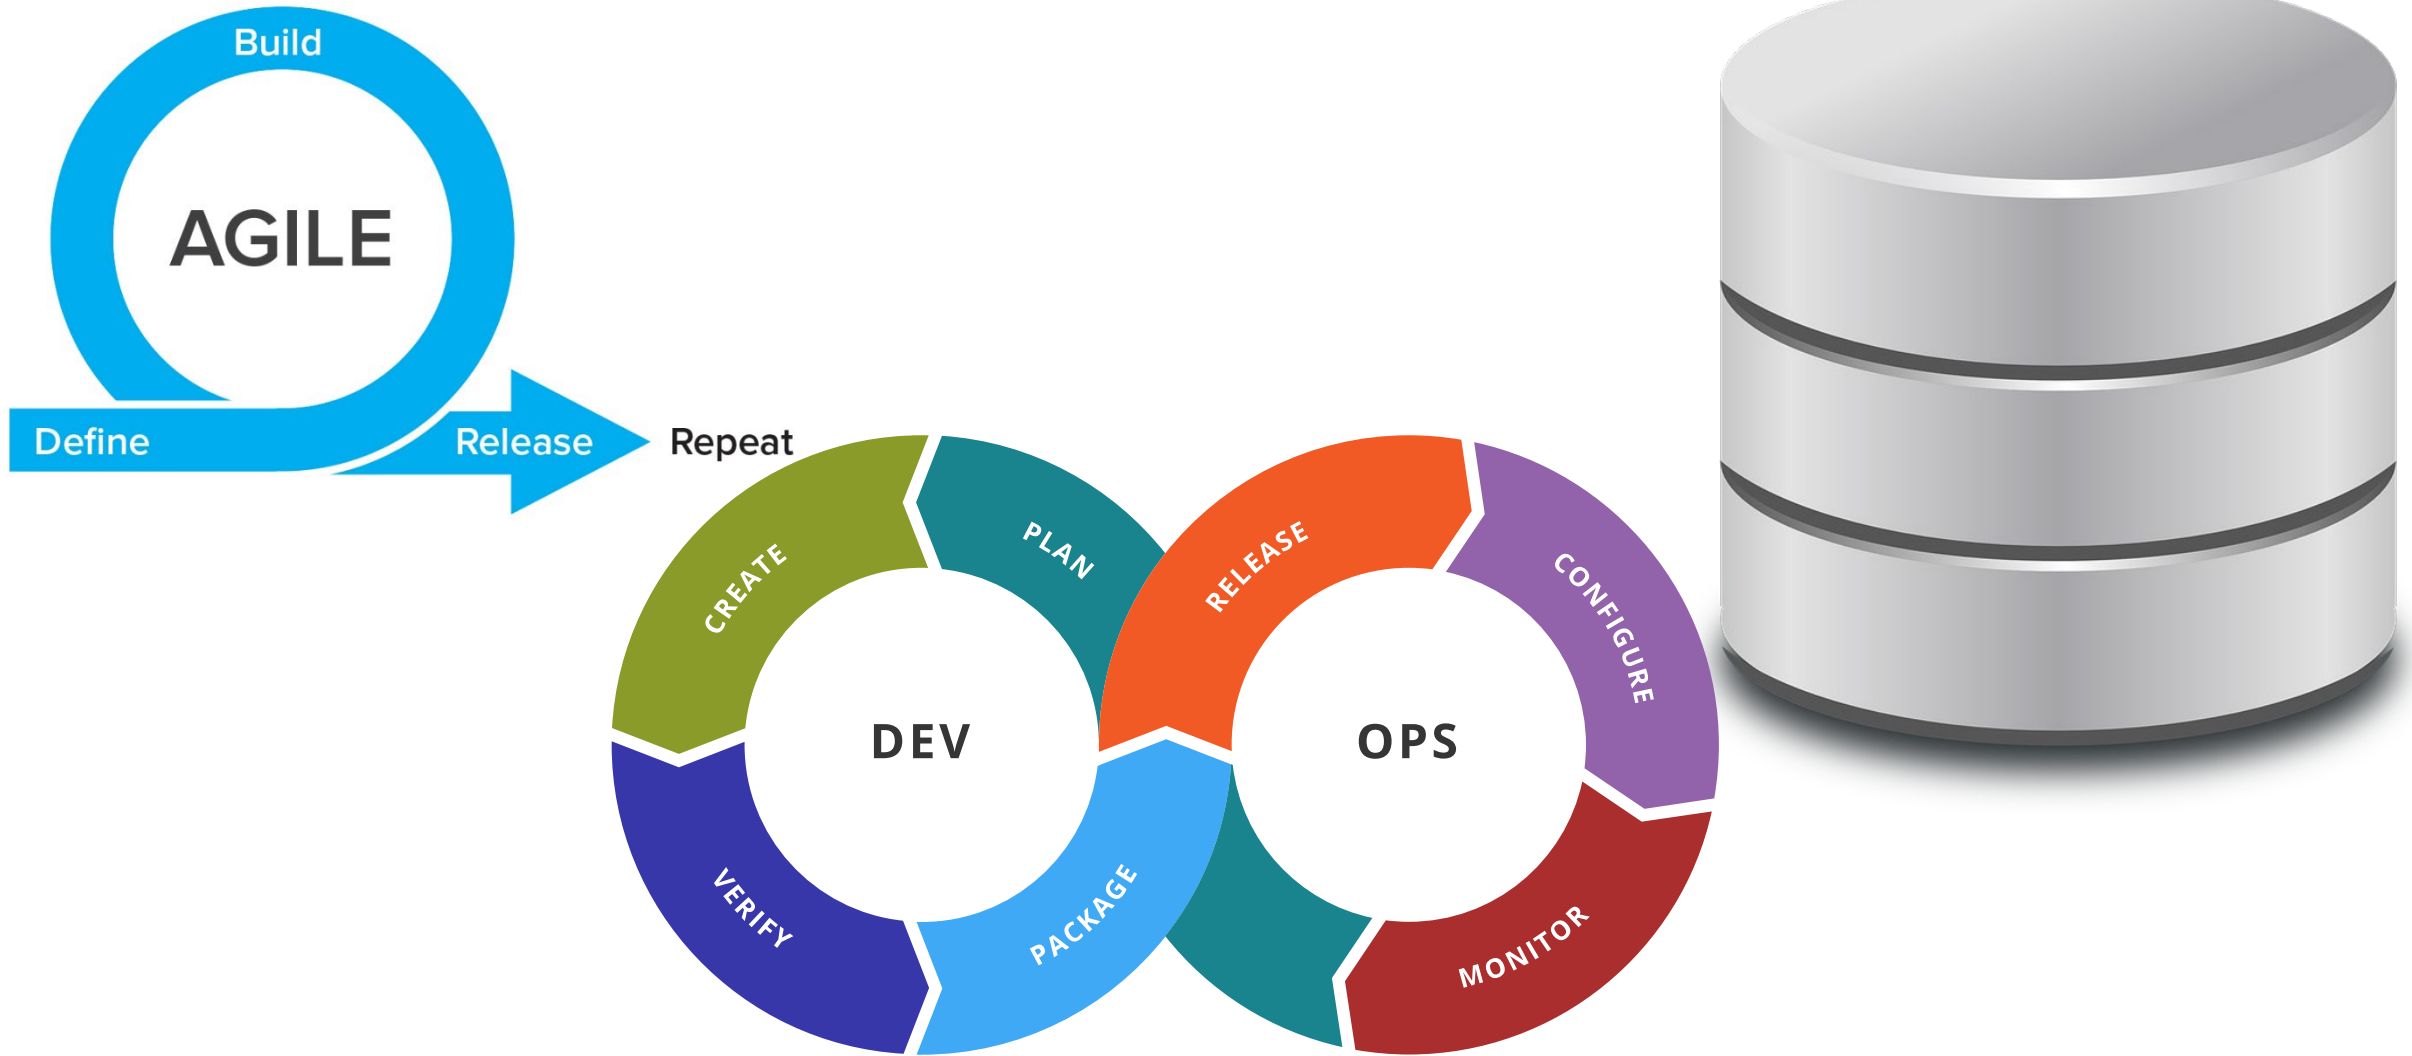 Build
AGILE
Define
Release
Repeat
CREATE
PLAN
RELEASE
CONFIGURE
DEV
OPS
VERIFY
PACKAGE
MONITOR